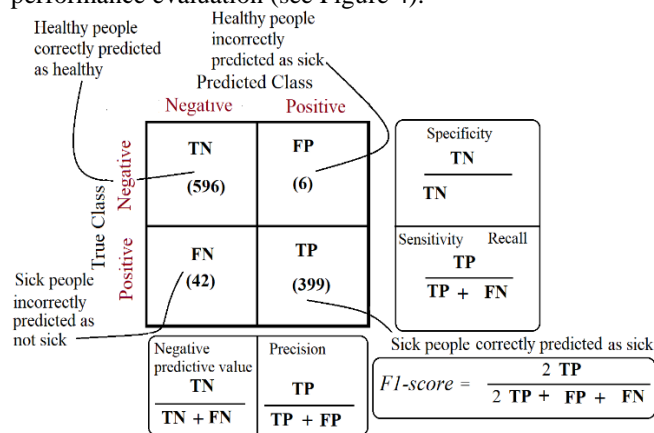 performance evaluation (see Figure 4).
Healthy people
correctly predicted
as healthy
Healthy people
incorrectly
predicted as sick
Predicted Class
Negative Positive
True Class
Negative
Positive
TN
(596)
FP
(6)
FN
(42)
TP
(399)
Specificity
TN
TN
Sensitivity Recall
TP
TP + FN
Sick people
incorrectly
predicted as
not sick
Sick people correctly predicted as sick
Negative
predictive value
TN
TN + FN
Precision
TP
TP + FP
F1-score =
2 TP
2 TP + FP + FN